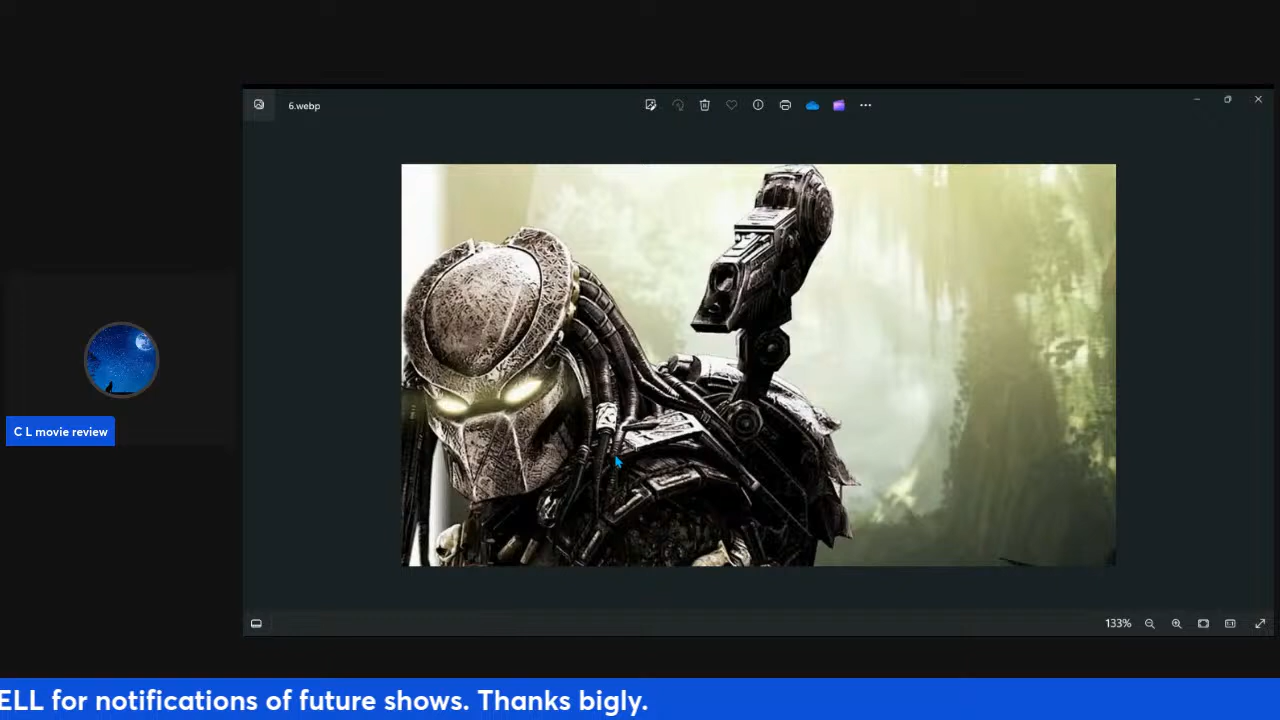 6.webp
C L movie review
133%
ELL for notifications of future shows. Thanks bigly.